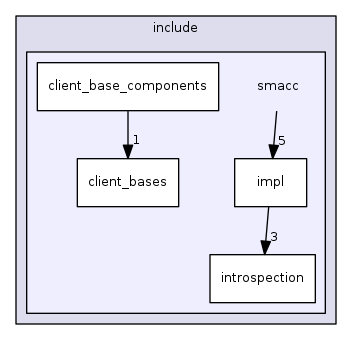 include
client_base_components
smacc
1
5
client_bases
impl
3
introspection